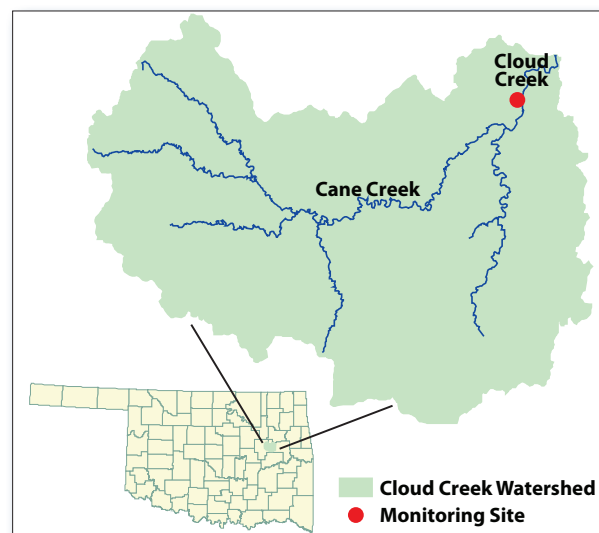 Cloud
Creek
Cane Creek
Cloud Creek Watershed
Monitoring Site